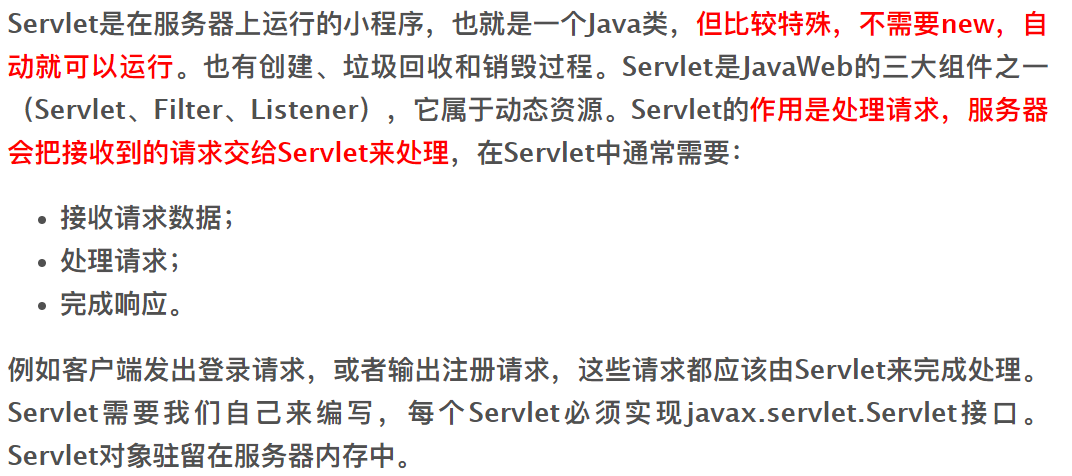 Servlet是在服务器上运行的小程序，也就是一个Java类，但比较特殊，不需要new，自
动就可以运行。也有创建、垃圾回收和销毁过程。Servlet是JavaWeb的三大组件之一
（Servlet、Filter、Listener），它属于动态资源。Servlet的作用是处理请求，服务器
会把接收到的请求交给Servlet来处理，在Servlet中通常需要：
• 接收请求数据；
• 处理请求；
• 完成响应。
例如客户端发出登录请求，或者输出注册请求，这些请求都应该由Servlet来完成处理。
Servlet需要我们自己来编写，每个Servlet必须实现javax.servlet.Servlet接口。
Servlet对象驻留在服务器内存中。